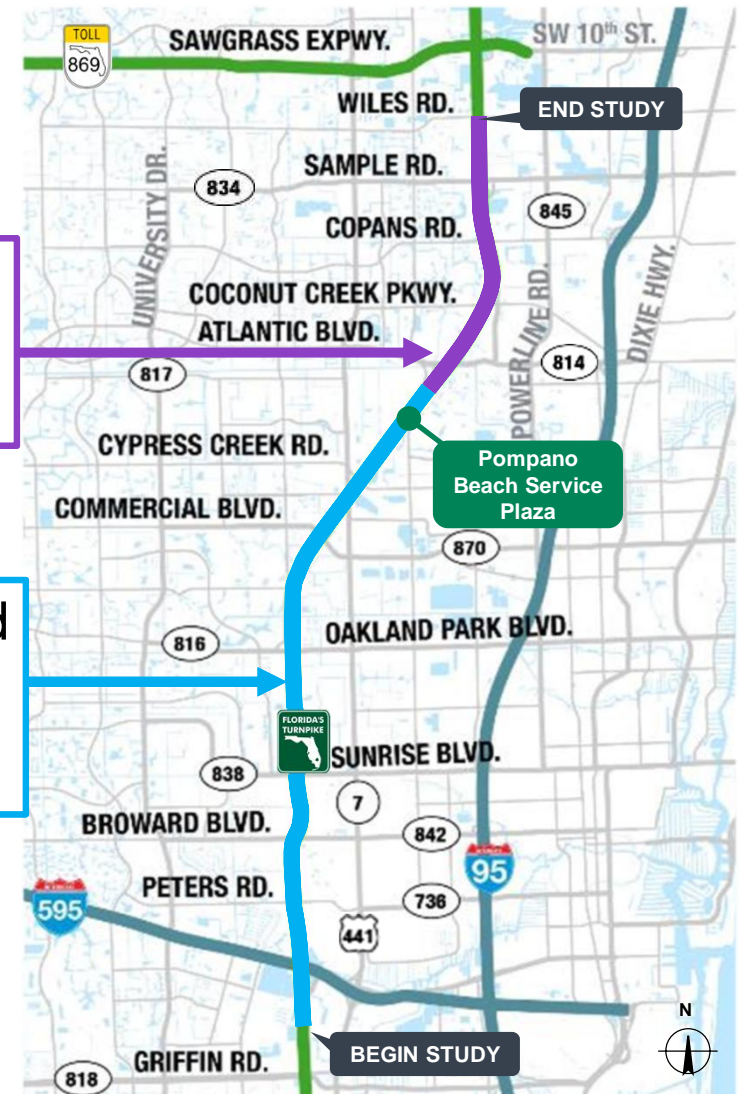 TOLL
869
SAWGRASS EXPWY.
SW 10th ST.
WILES RD.
END STUDY
SAMPLE RD.
834
UNIVERSITY DR.
845
COPANS RD.
COCONUT CREEK PKWY.
ATLANTIC BLVD.
POWERLINE RD.
DIXIE HWY.
817
814
CYPRESS CREEK RD.
Pompano
Beach Service
Plaza
COMMERCIAL BLVD.
870
816
OAKLAND PARK BLVD.
FLORIDA'S
TURNPIKE
SUNRISE BLVD.
838
7
BROWARD BLVD.
842
95
PETERS RD.
736
595
441
N
BEGIN STUDY
GRIFFIN RD.
818